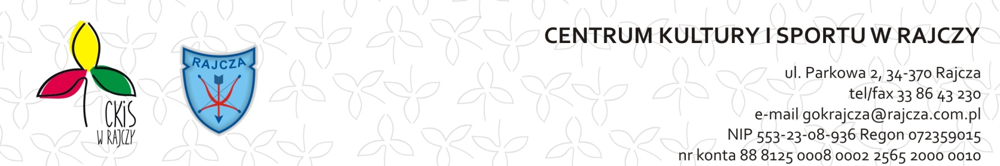 CKiS
W RAJCZY
RAJCZA
CENTRUM KULTURY I SPORTU W RAJCZY
ul. Parkowa 2, 34-370 Rajcza
tel/fax 33 86 43 230
e-mail gokrajcza@rajcza.com.pl
NIP 553-23-08-936 Regon 072359015
nr konta 88 8125 0008 0002 2565 2000 0010